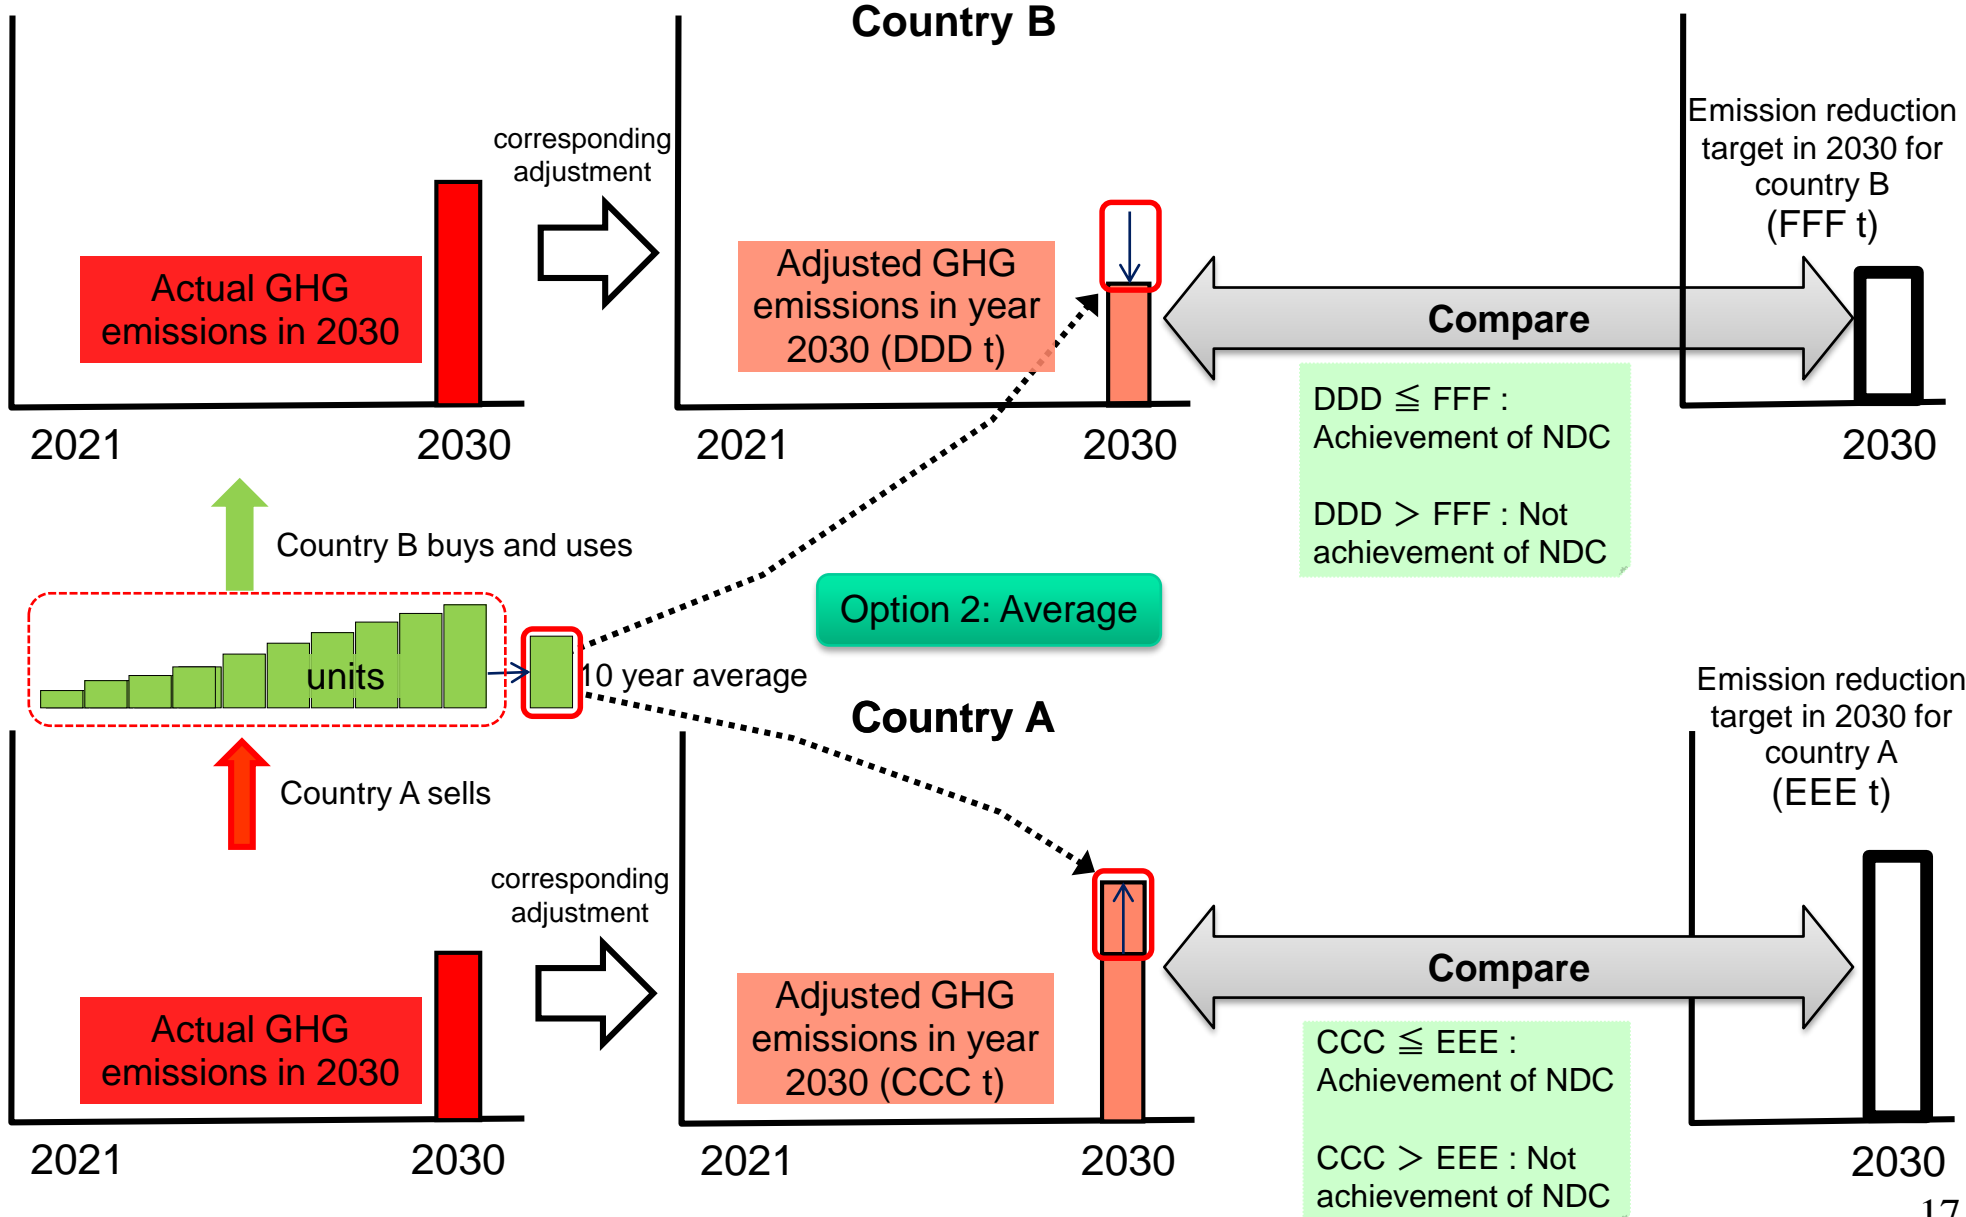 Country B
corresponding
adjustment
Actual GHG
emissions in 2030
Adjusted GHG
emissions in year
2030 (DDD t)
Compare
Emission reduction
target in 2030 for
country B
(FFF t)
DDD ≦ FFF :
Achievement of NDC
DDD ＞ FFF : Not
achievement of NDC
2021
2030
2021
2030
2030
Country B buys and uses
units
10 year average
Option 2: Average
Country A sells
Country A
corresponding
adjustment
Actual GHG
emissions in 2030
Adjusted GHG
emissions in year
2030 (CCC t)
Compare
Emission reduction
target in 2030 for
country A
(EEE t)
CCC ≦ EEE :
Achievement of NDC
CCC ＞ EEE : Not
achievement of NDC
2021
2030
2021
2030
2030
17